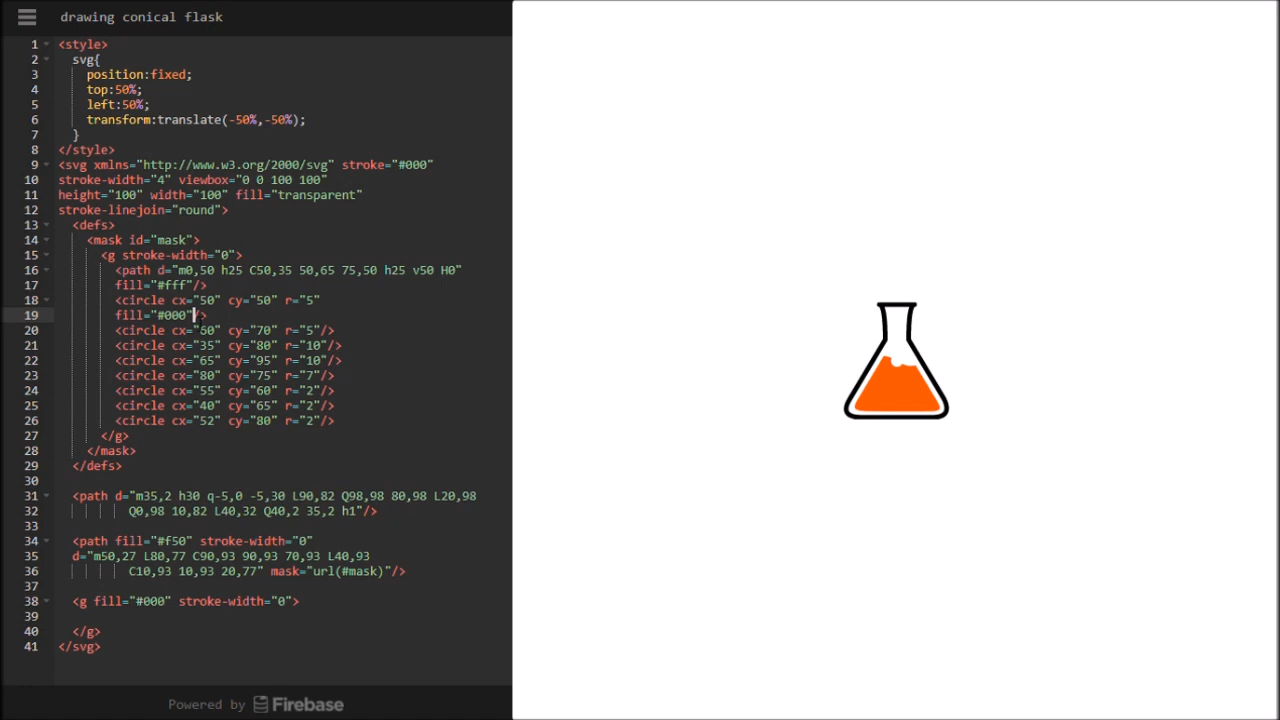 drawing conical flask
1 <style>
2 svg{
3 position:fixed;
4 top:50%;
5 left:50%;
6 transform:translate(-50%,-50%);
7 }
8 </style>
9 <svg xmlns="http://www.w3.org/2000/svg" stroke="#000"
10 stroke-width="4" viewbox="0 0 100 100"
11 height="100" width="100" fill="transparent"
12 stroke-linejoin="round">
13 <defs>
14 <mask id="mask">
15 <g stroke-width="0">
16 <path d="m0,50 h25 C50,35 50,65 75,50 h25 v50 H0"
17 fill="#fff"/>
18 <circle cx="50" cy="50" r="5"
19 fill="#000"/>
20 <circle cx="60" cy="70" r="5"/>
21 <circle cx="35" cy="80" r="10"/>
22 <circle cx="65" cy="95" r="10"/>
23 <circle cx="80" cy="75" r="7"/>
24 <circle cx="55" cy="60" r="2"/>
25 <circle cx="40" cy="65" r="2"/>
26 <circle cx="52" cy="80" r="2"/>
27 </g>
28 </mask>
29 </defs>
30
31 <path d="m35,2 h30 q-5,0 -5,30 L90,82 Q98,98 80,98 L20,98
32 Q0,98 10,82 L40,32 Q40,2 35,2 h1"/>
33
34 <path fill="#f50" stroke-width="0"
35 d="m50,27 L80,77 C90,93 90,93 70,93 L40,93
36 C10,93 10,93 20,77" mask="url(#mask)"/>
37
38 <g fill="#000" stroke-width="0">
39
40 </g>
41 </svg>
Powered by Firebase